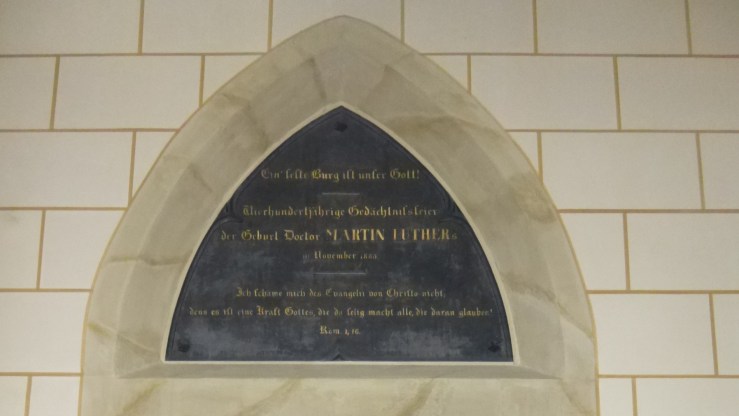 Ein' feste Burg ist unser Gott!
Vierhundertjährige Gedächtnissfeier
der Geburt Doctor MARTIN LUTHERs
November 1883.
Ich schäme mich des Evangelii von Christo nicht,
denn es ist eine Kraft Gottes, die da selig macht alle, die daran glauben.
Röm. 1,16.